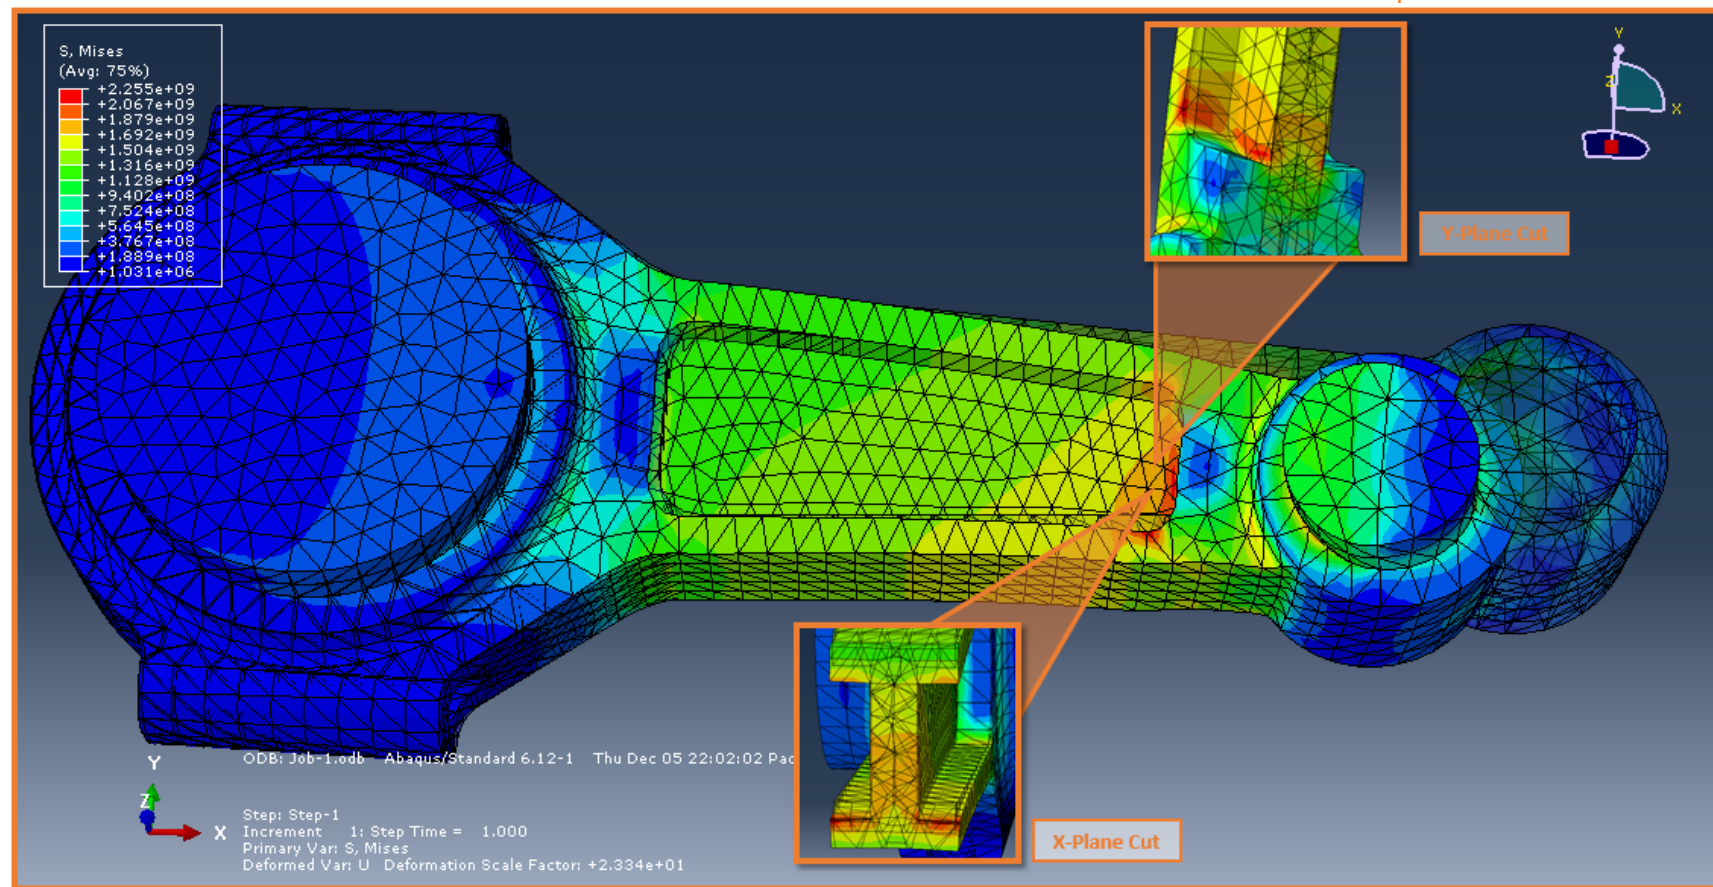 S, Mises
(Avg: 75%)
+2.255e+09
+2.067e+09
+1.879e+09
+1.692e+09
+1.504e+09
+1.316e+09
+1.128e+09
+9.402e+08
+7.524e+08
+5.645e+08
+3.767e+08
+1.889e+08
+1.031e+06
Y
Z
X
Y-Plane Cut
X-Plane Cut
ODB: Job-1.odb Abaqus/Standard 6.12-1 Thu Dec 05 22:02:02 Pac
Y
Z
X
Step: Step-1
Increment 1: Step Time = 1.000
Primary Var: S, Mises
Deformed Var: U Deformation Scale Factor: +2.334e+01